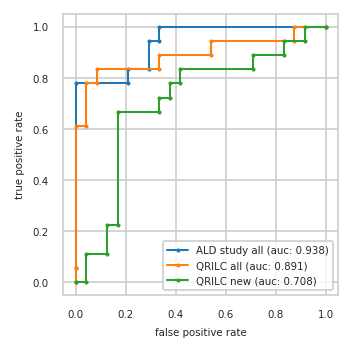 1.0
0.8
0.6
0.4
0.2
0.0
true positive rate
ALD study all (auc: 0.938)
QRILC all (auc: 0.891)
QRILC new (auc: 0.708)
0.0 0.2 0.4 0.6 0.8 1.0
false positive rate